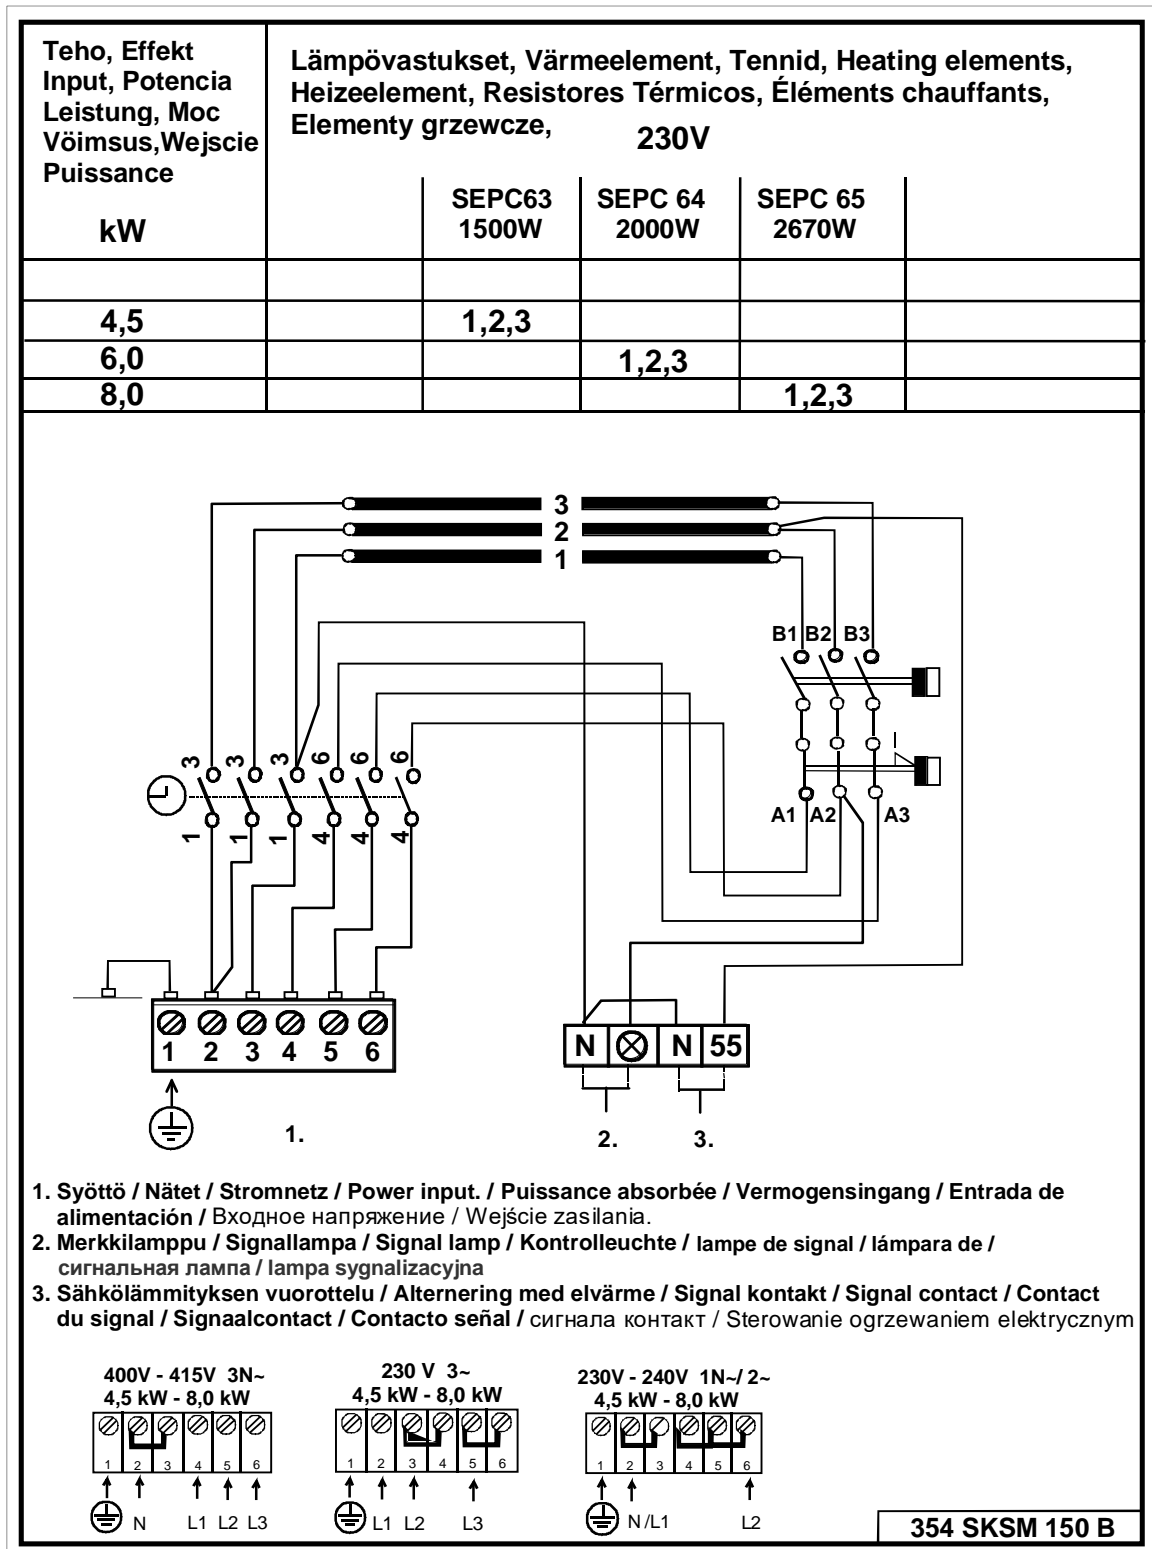 Teho, Effekt
Input, Potencia
Leistung, Moc
Vöimsus,Wejscie
Puissance
kW
Lämpövastukset, Värmeelement, Tennid, Heating elements,
Heizeelement, Resistores Térmicos, Éléments chauffants,
Elementy grzewcze, 230V
SEPC63 SEPC 64 SEPC 65
1500W 2000W 2670W
4,5 1,2,3
6,0 1,2,3
8,0 1,2,3
3
2
1
B1 B2 B3
3 3 3 6 6 6
1 1 1 4 4 4
A1 A2 A3
1 2 3 4 5 6
N N 55
1. 2. 3.
1. Syöttö / Nätet / Stromnetz / Power input. / Puissance absorbée / Vermogensingang / Entrada de
alimentación / Входное напряжение / Wejście zasilania.
2. Merkkilamppu / Signallampa / Signal lamp / Kontrolleuchte / lampe de signal / lámpara de /
сигнальная лампа / lampa sygnalizacyjna
3. Sähkölämmityksen vuorottelu / Alternering med elvärme / Signal kontakt / Signal contact / Contact
du signal / Signaalcontact / Contacto señal / сигнала контакт / Sterowanie ogrzewaniem elektrycznym
400V - 415V 3N~
4,5 kW - 8,0 kW
1 2 3 4 5 6
N L1 L2 L3
230 V 3~
4,5 kW - 8,0 kW
1 2 3 4 5 6
L1 L2 L3
230V - 240V 1N~/ 2~
4,5 kW - 8,0 kW
1 2 3 4 5 6
N /L1 L2
354 SKSM 150 B